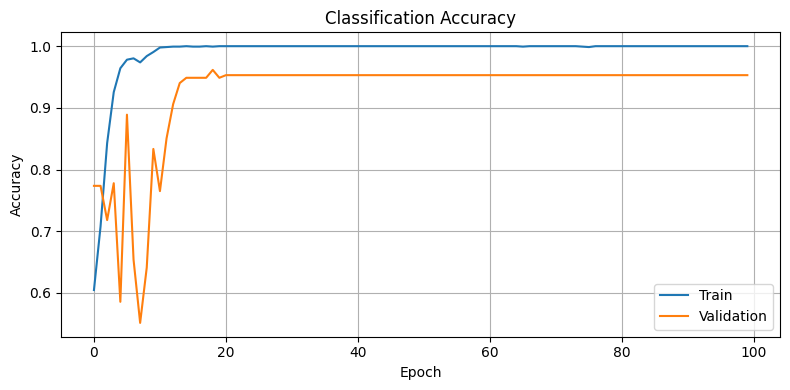 Classification Accuracy
1.0
0.9
0.8
0.7
0.6
Accuracy
0 20 40 60 80 100
Epoch
Train
Validation